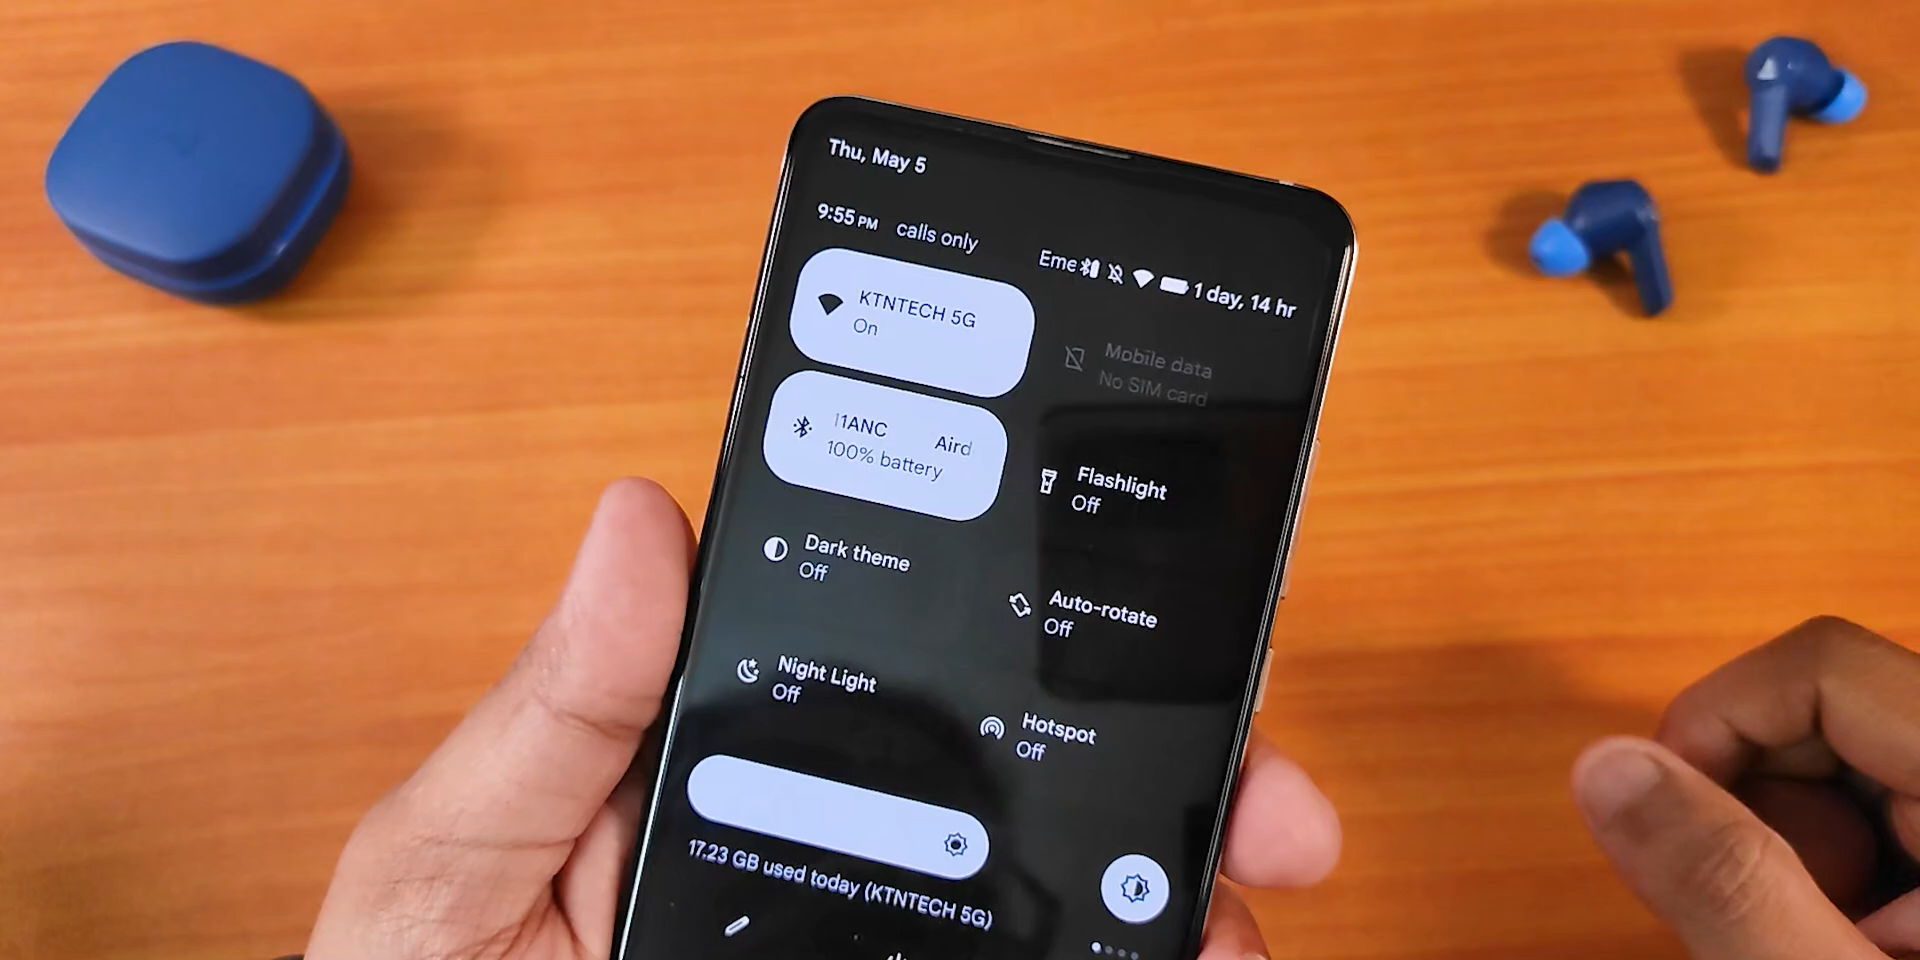 Thu, May 5
9:55 PM calls only
Eme 1 day, 14 hr
KTNTECH 5G
On
Mobile data
No SIM card
11ANC Aird
100% battery
Flashlight
Off
Dark theme
Off
Auto-rotate
Off
Night Light
Off
Hotspot
Off
17.23 GB used today (KTNTECH 5G)